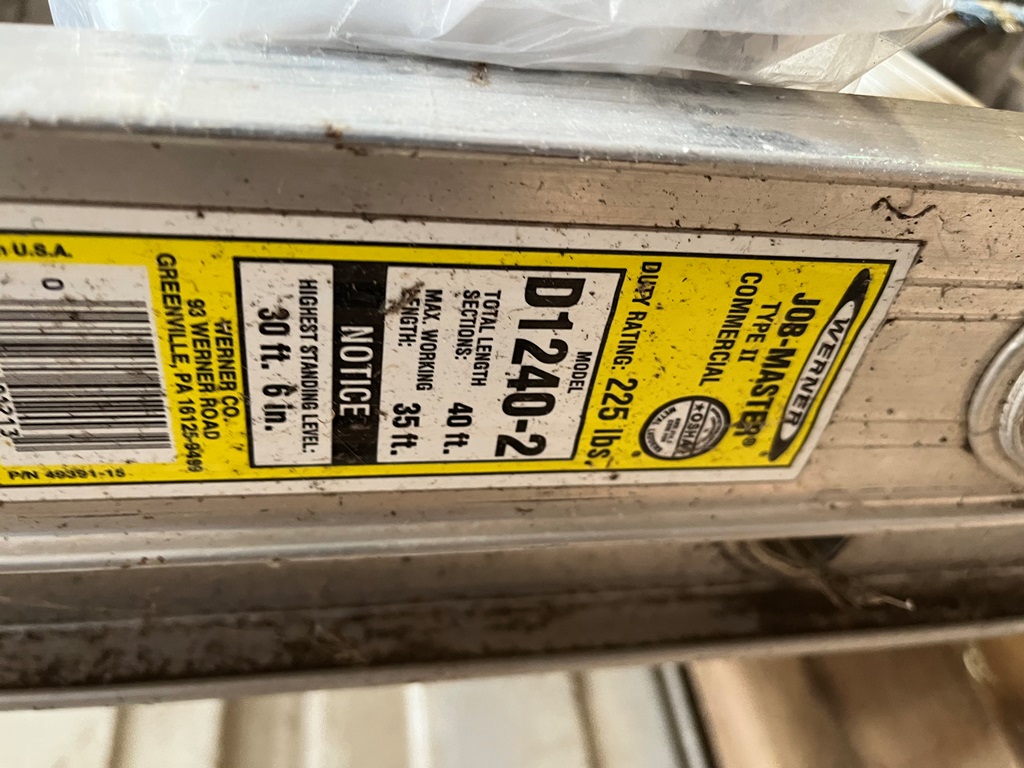 WERNER
JOB-MASTER®
TYPE II
COMMERCIAL
DUTY RATING: 225 lbs.
MODEL
D1240-2
TOTAL LENGTH
SECTIONS: 40 ft.
MAX. WORKING
LENGTH: 35 ft.
NOTICE
HIGHEST STANDING LEVEL:
30 ft. 6 in.
WERNER CO.
93 WERNER ROAD
GREENVILLE, PA 16125-9499
0
P/N 49391-15
U.S.A.